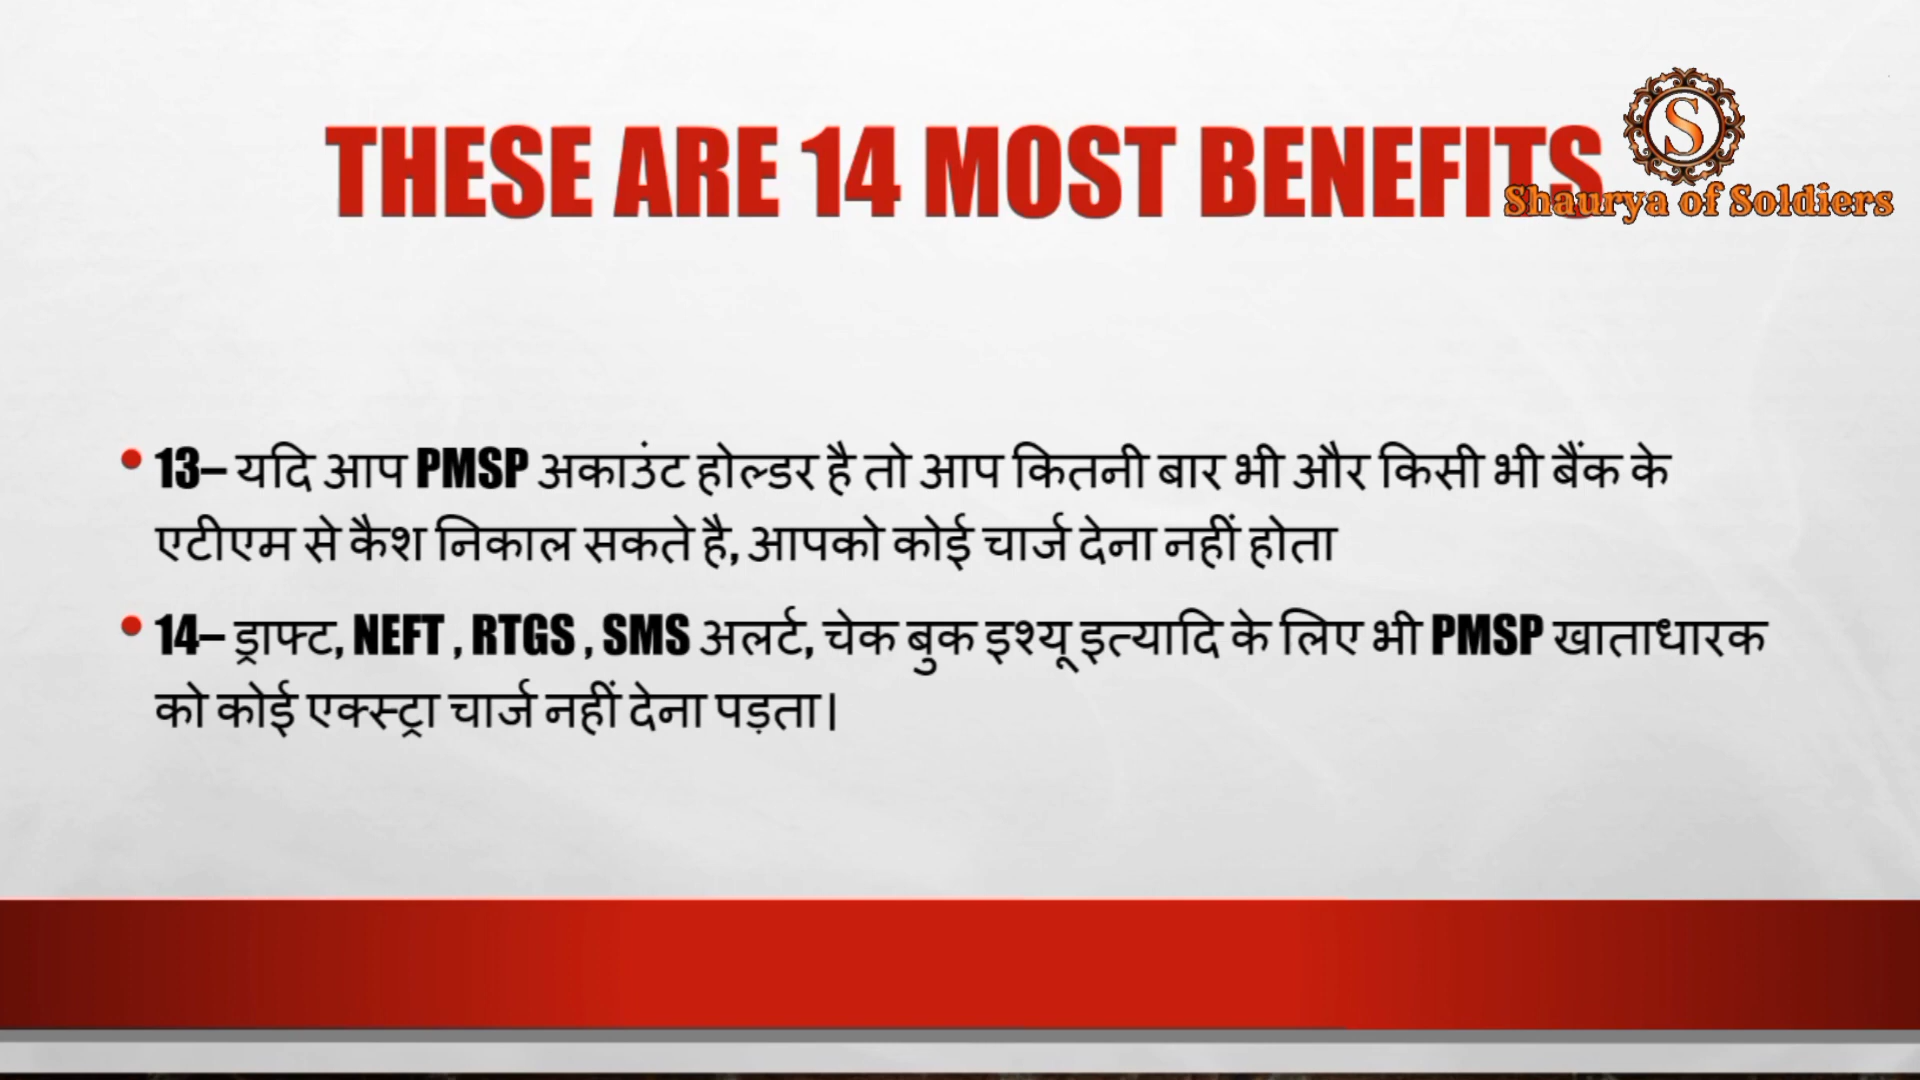 THESE ARE 14 MOST BENEFITS
S
Shaurya of Soldiers
• 13– यदि आप PMSP अकाउंट होल्डर है तो आप कितनी बार भी और किसी भी बैंक के
एटीएम से कैश निकाल सकते है, आपको कोई चार्ज देना नहीं होता
• 14– ड्राफ्ट, NEFT , RTGS , SMS अलर्ट, चेक बुक इश्यू इत्यादि के लिए भी PMSP खाताधारक
को कोई एक्स्ट्रा चार्ज नहीं देना पड़ता।